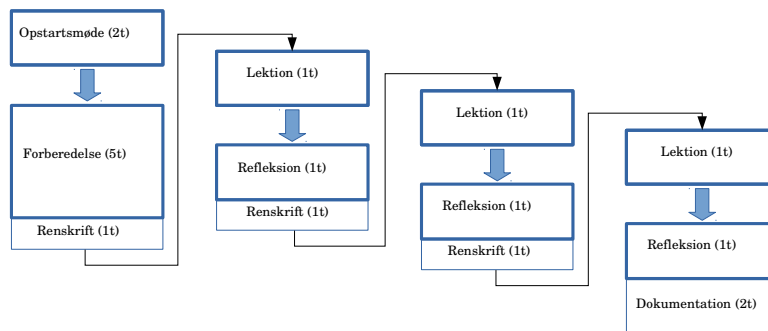 Opstartsmøde (2t)
Forberedelse (5t)
Renskrift (1t)
Lektion (1t)
Refleksion (1t)
Renskrift (1t)
Lektion (1t)
Refleksion (1t)
Renskrift (1t)
Lektion (1t)
Refleksion (1t)
Dokumentation (2t)